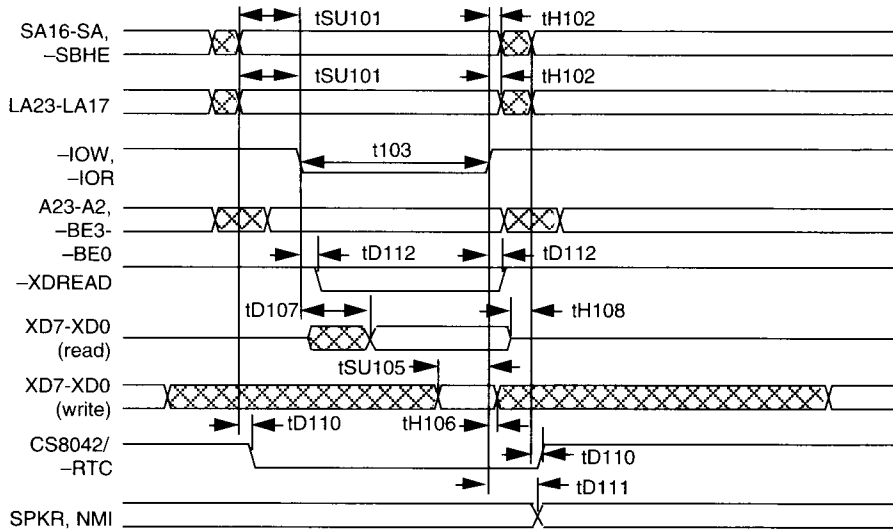 SA16-SA, tSU101 tH102
–SBHE
tSU101 tH102
LA23-LA17
–IOW, t103
–IOR
A23-A2,
–BE3-
–BE0 tD112 tD112
–XDREAD
tD107 tH108
XD7-XD0
(read)
tSU105
XD7-XD0
(write)
tD110 tH106
CS8042/
–RTC tD110
tD111
SPKR, NMI